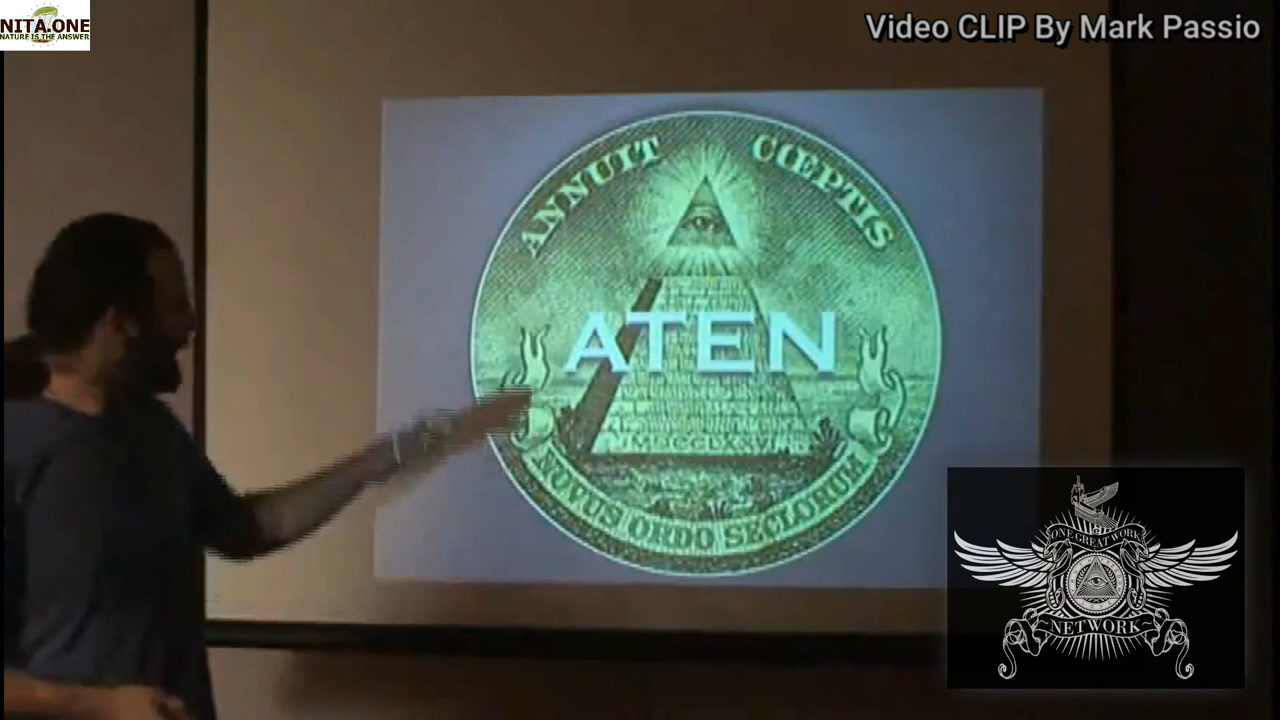 NITA.ONE
NATURE IS THE ANSWER
Video CLIP By Mark Passio
ANNUIT CŒPTIS
ATEN
MDCCLXXVI
NOVUS ORDO SECLORUM
ONE GREAT WORK
NETWORK